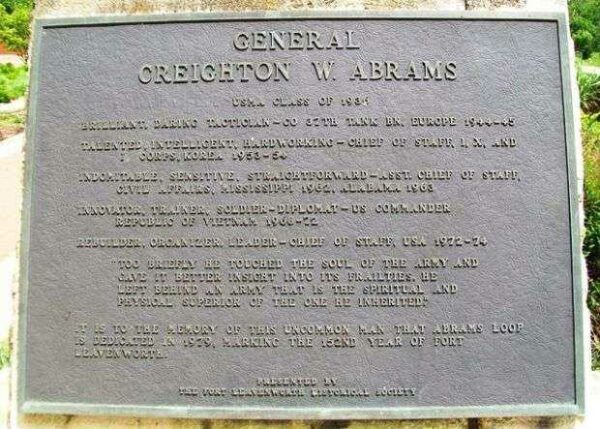 GENERAL
CREIGHTON W. ABRAMS
USMA CLASS OF 1936
BRILLIANT, DARING TACTICIAN-CO 37TH TANK BN, EUROPE 1944-45
TALENTED, INTELLIGENT, HARDWORKING-CHIEF OF STAFF, I, X, AND
CORPS, KOREA 1953-54
INDOMITABLE, SENSITIVE, STRAIGHTFORWARD-ASST. CHIEF OF STAFF,
CIVIL AFFAIRS, MISSISSIPPI 1962, ALABAMA 1963
INNOVATOR, TRAINER, SOLDIER-DIPLOMAT-US COMMANDER
REPUBLIC OF VIETNAM 1968-72
REBUILDER, ORGANIZER, LEADER-CHIEF OF STAFF, USA 1972-74
"TOO BRIEFLY HE TOUCHED THE SOUL OF THE ARMY AND
GAVE IT BETTER INSIGHT INTO ITS FRAILTIES. HE
LEFT BEHIND AN ARMY THAT IS THE SPIRITUAL AND
PHYSICAL SUPERIOR OF THE ONE HE INHERITED."
IT IS TO THE MEMORY OF THIS UNCOMMON MAN THAT ABRAMS LOOP
IS DEDICATED IN 1979, MARKING THE 152ND YEAR OF FORT
LEAVENWORTH.
PRESENTED BY
THE FORT LEAVENWORTH HISTORICAL SOCIETY